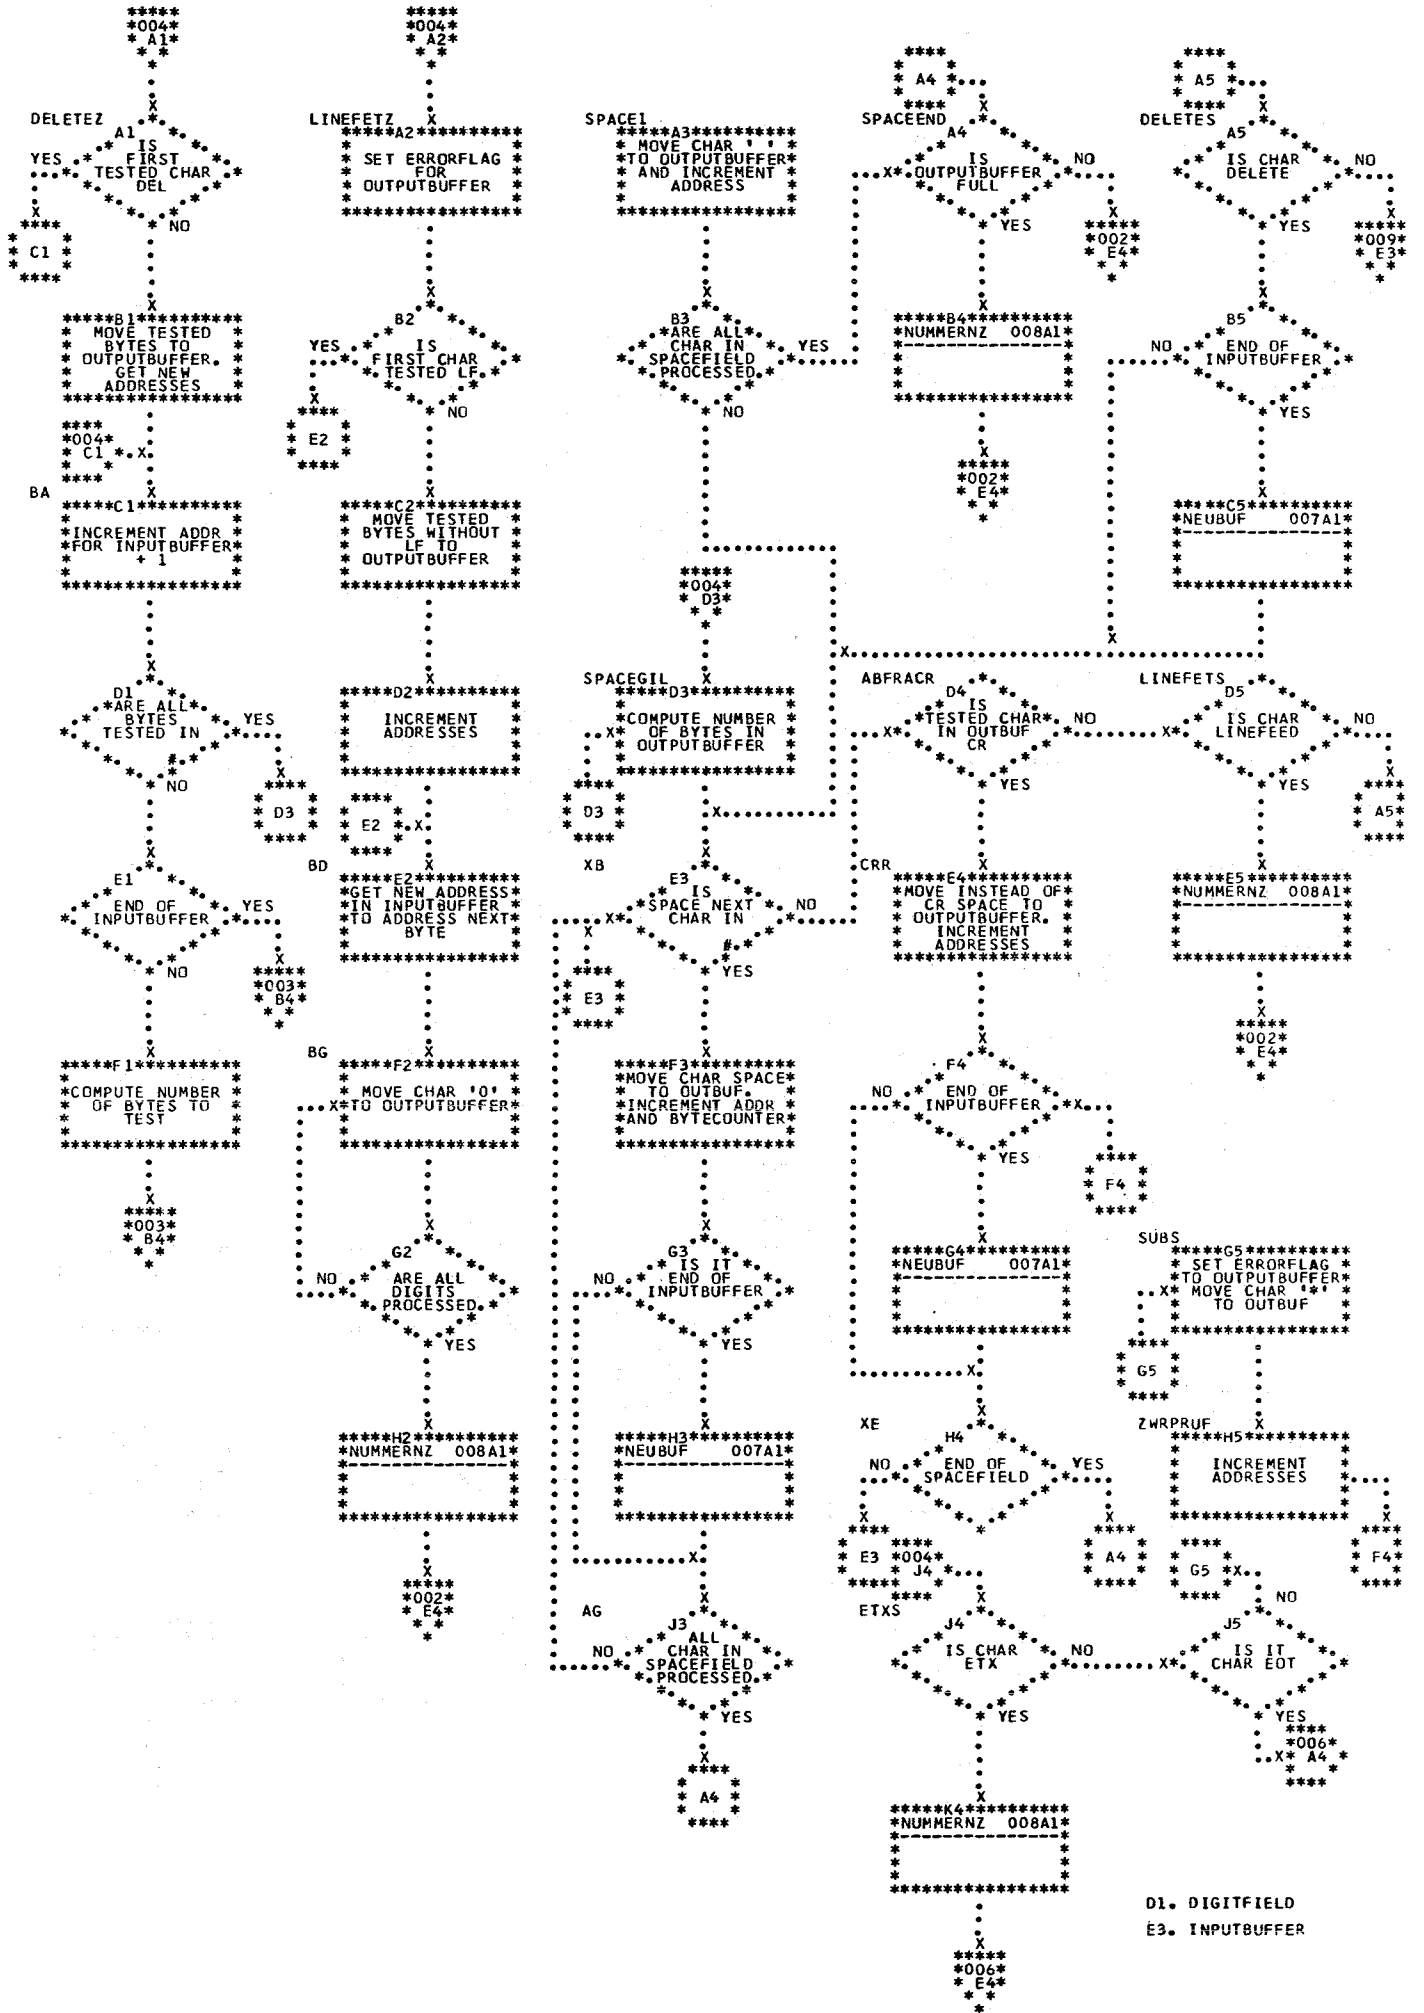 004
A1
DELETEZ
A1
IS
FIRST
TESTED CHAR
DEL
YES
NO
C1
B1
MOVE TESTED
BYTES TO
OUTPUTBUFFER.
GET NEW
ADDRESSES
004
C1
BA
C1
INCREMENT ADDR
FOR INPUTBUFFER
+ 1
D1
ARE ALL
BYTES
TESTED IN
#
YES
NO
D3
E1
END OF
INPUTBUFFER
YES
NO
003
B4
F1
COMPUTE NUMBER
OF BYTES TO
TEST
003
B4
004
A2
LINEFETZ
A2
SET ERRORFLAG
FOR
OUTPUTBUFFER
B2
IS
FIRST CHAR
TESTED LF
YES
NO
E2
C2
MOVE TESTED
BYTES WITHOUT
LF TO
OUTPUTBUFFER
D2
INCREMENT
ADDRESSES
E2
BD
E2
GET NEW ADDRESS
IN INPUTBUFFER
TO ADDRESS NEXT
BYTE
BG
F2
MOVE CHAR '0'
TO OUTPUTBUFFER
G2
ARE ALL
DIGITS
PROCESSED
NO
YES
H2
NUMMERNZ 008A1
002
E4
SPACE1
A3
MOVE CHAR ' '
TO OUTPUTBUFFER
AND INCREMENT
ADDRESS
B3
ARE ALL
CHAR IN
SPACEFIELD
PROCESSED
YES
NO
004
D3
SPACEGIL
D3
COMPUTE NUMBER
OF BYTES IN
OUTPUTBUFFER
D3
XB
E3
IS
SPACE NEXT
CHAR IN
#
NO
YES
E3
F3
MOVE CHAR SPACE
TO OUTBUF.
INCREMENT ADDR
AND BYTECOUNTER
G3
IS IT
END OF
INPUTBUFFER
NO
YES
H3
NEUBUF 007A1
AG
J3
ALL
CHAR IN
SPACEFIELD
PROCESSED
NO
YES
A4
A4
SPACEEND
A4
IS
OUTPUTBUFFER
FULL
NO
YES
002
E4
B4
NUMMERNZ 008A1
002
E4
ABFRACR
D4
IS
TESTED CHAR
IN OUTBUF
CR
NO
YES
CRR
E4
MOVE INSTEAD OF
CR SPACE TO
OUTPUTBUFFER.
INCREMENT
ADDRESSES
F4
END OF
INPUTBUFFER
NO
YES
F4
G4
NEUBUF 007A1
XE
H4
END OF
SPACEFIELD
NO
YES
E3
A4
004
J4
ETXS
J4
IS CHAR
ETX
NO
YES
K4
NUMMERNZ 008A1
006
E4
A5
DELETES
A5
IS CHAR
DELETE
NO
YES
009
E3
B5
END OF
INPUTBUFFER
NO
YES
C5
NEUBUF 007A1
LINEFETS
D5
IS CHAR
LINEFEED
NO
YES
A5
E5
NUMMERNZ 008A1
002
E4
SUBS
G5
SET ERRORFLAG
TO OUTPUTBUFFER
MOVE CHAR '*'
TO OUTBUF
G5
ZWRPRUF
H5
INCREMENT
ADDRESSES
F4
G5
NO
J5
IS IT
CHAR EOT
YES
006
A4
D1. DIGITFIELD
E3. INPUTBUFFER